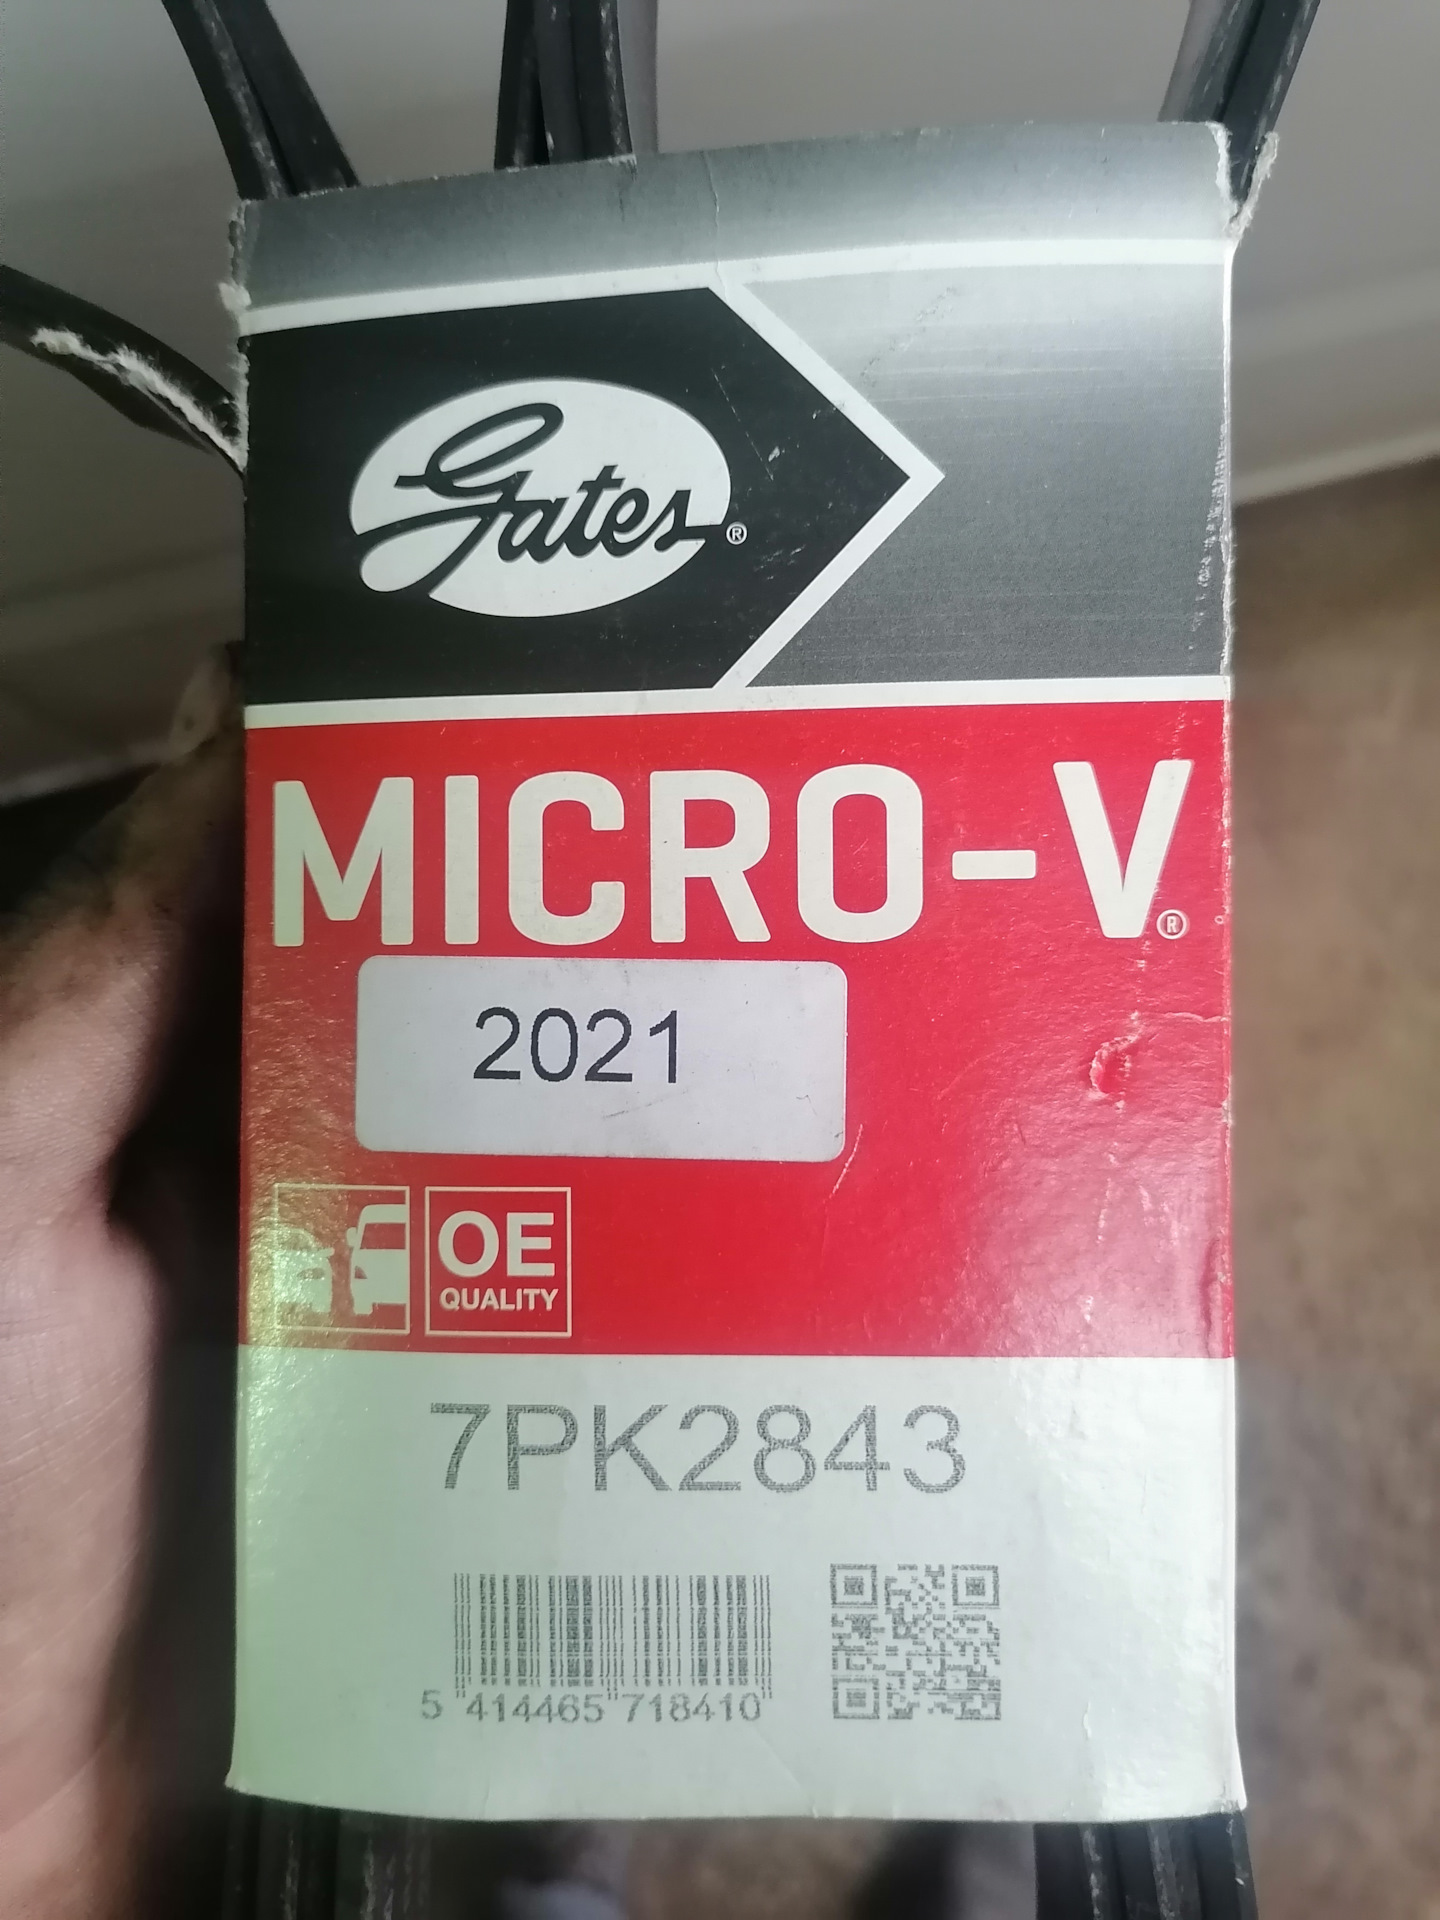 Gates®
MICRO-V®
2021
OE
QUALITY
7PK2843
5 414465 718410